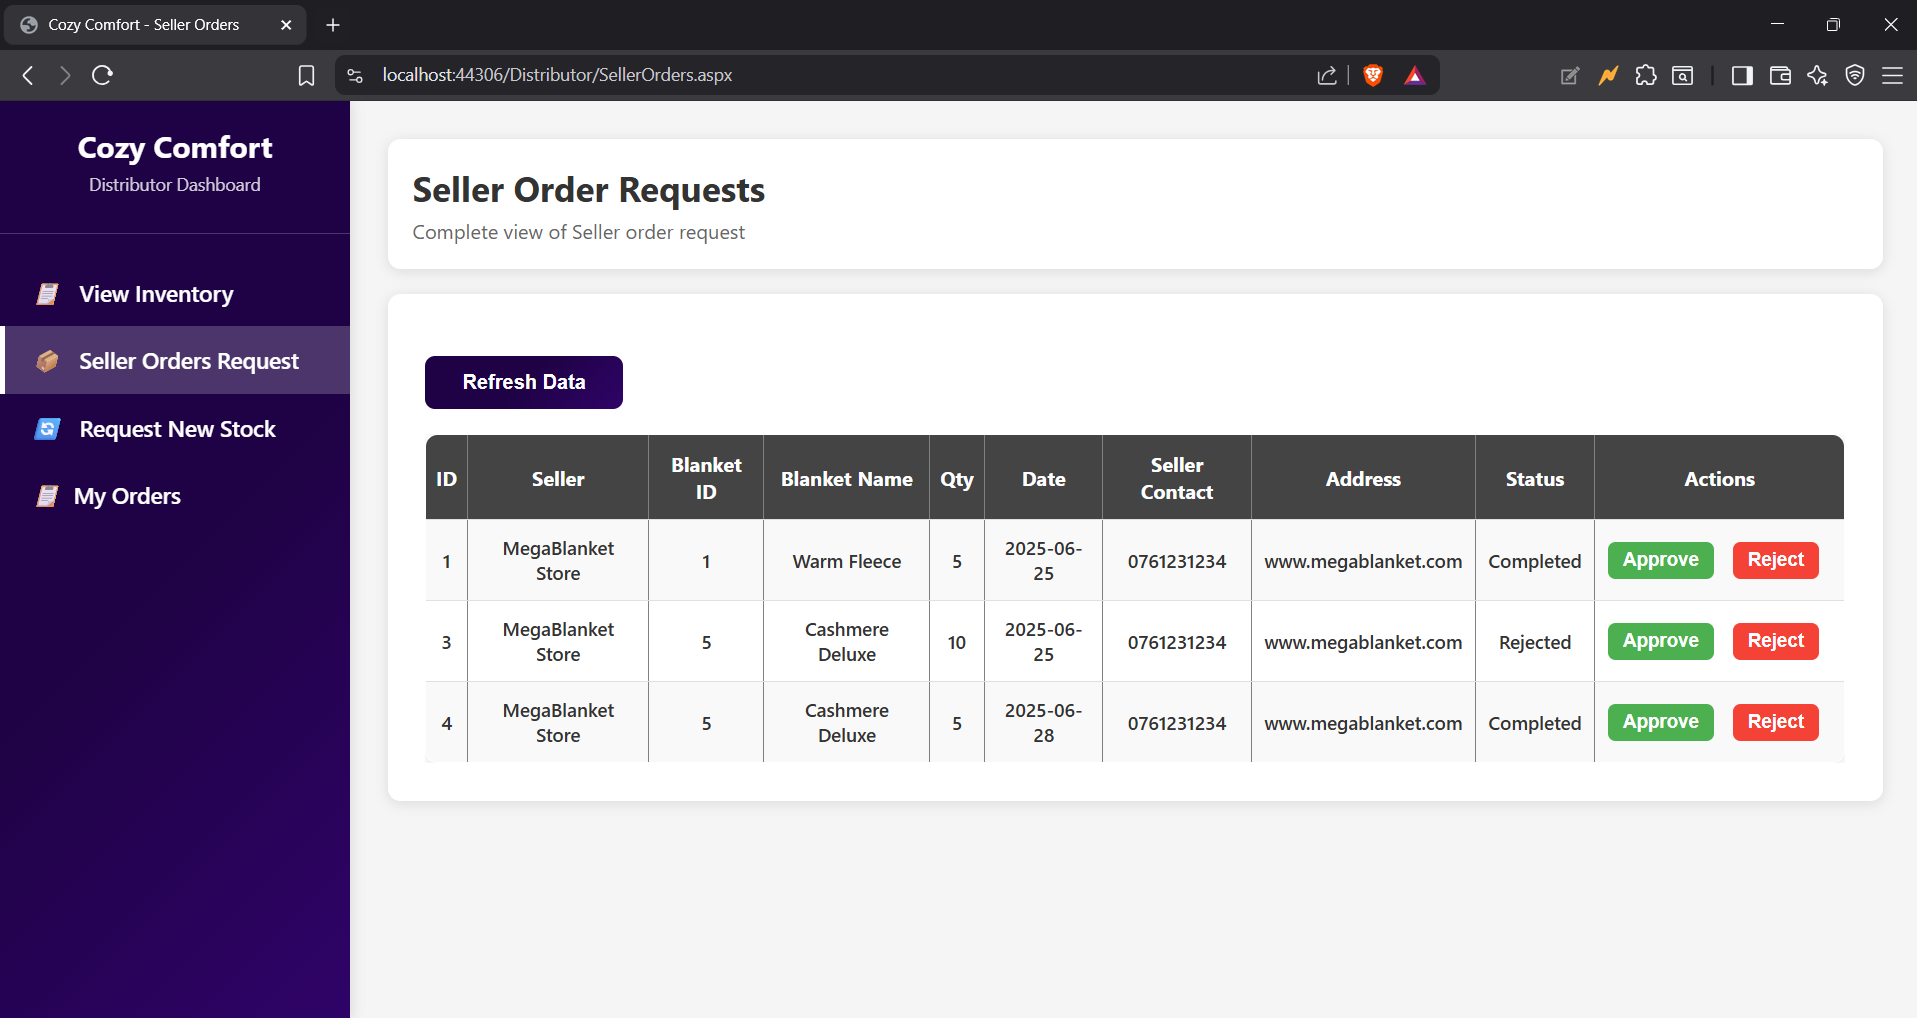 Cozy Comfort - Seller Orders
localhost:44306/Distributor/SellerOrders.aspx
Cozy Comfort
Distributor Dashboard
View Inventory
Seller Orders Request
Request New Stock
My Orders
Seller Order Requests
Complete view of Seller order request
Refresh Data
ID Seller Blanket ID Blanket Name Qty Date Seller Contact Address Status Actions
1 MegaBlanket Store 1 Warm Fleece 5 2025-06-25 0761231234 www.megablanket.com Completed Approve Reject
3 MegaBlanket Store 5 Cashmere Deluxe 10 2025-06-25 0761231234 www.megablanket.com Rejected Approve Reject
4 MegaBlanket Store 5 Cashmere Deluxe 5 2025-06-28 0761231234 www.megablanket.com Completed Approve Reject